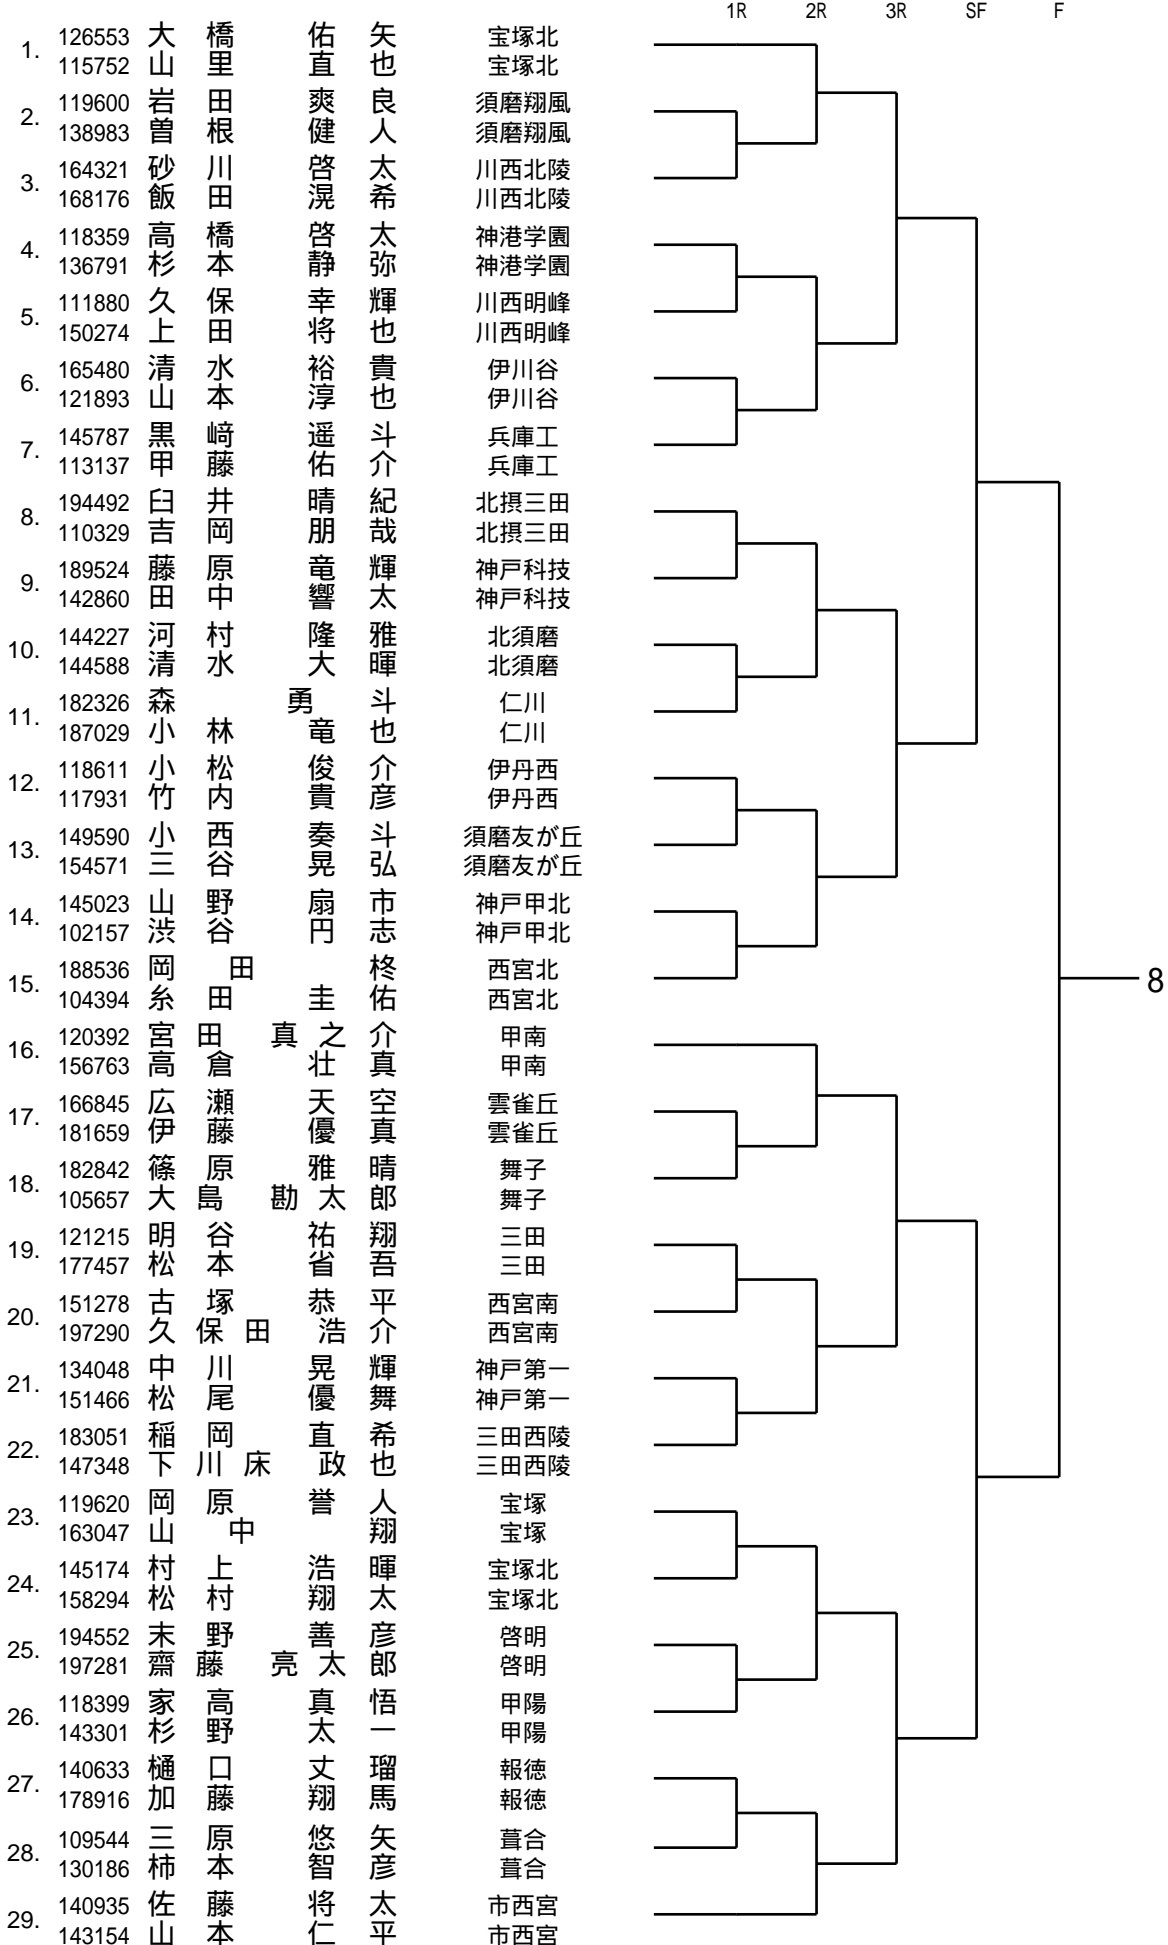 1R 2R 3R SF F
1. 126553 大橋 佑矢 宝塚北
115752 山里 直也 宝塚北
2. 119600 岩田 爽良 須磨翔風
138983 曽根 健人 須磨翔風
3. 164321 砂川 啓太 川西北陵
168176 飯田 滉希 川西北陵
4. 118359 高橋 啓太 神港学園
136791 杉本 静弥 神港学園
5. 111880 久保 幸輝 川西明峰
150274 上田 将也 川西明峰
6. 165480 清水 裕貴 伊川谷
121893 山本 淳也 伊川谷
7. 145787 黒﨑 遥斗 兵庫工
113137 甲藤 佑介 兵庫工
8. 194492 臼井 晴紀 北摂三田
110329 吉岡 朋哉 北摂三田
9. 189524 藤原 竜輝 神戸科技
142860 田中 響太 神戸科技
10. 144227 河村 隆雅 北須磨
144588 清水 大暉 北須磨
11. 182326 森 勇斗 仁川
187029 小林 竜也 仁川
12. 118611 小松 俊介 伊丹西
117931 竹内 貴彦 伊丹西
13. 149590 小西 奏斗 須磨友が丘
154571 三谷 晃弘 須磨友が丘
14. 145023 山野 扇市 神戸甲北
102157 渋谷 円志 神戸甲北
15. 188536 岡田 柊 西宮北
104394 糸田 圭佑 西宮北
8
16. 120392 宮田 真之介 甲南
156763 高倉 壮真 甲南
17. 166845 広瀬 天空 雲雀丘
181659 伊藤 優真 雲雀丘
18. 182842 篠原 雅晴 舞子
105657 大島 勘太郎 舞子
19. 121215 明谷 祐翔 三田
177457 松本 省吾 三田
20. 151278 古塚 恭平 西宮南
197290 久保田 浩介 西宮南
21. 134048 中川 晃輝 神戸第一
151466 松尾 優舞 神戸第一
22. 183051 稲岡 直希 三田西陵
147348 下川床 政也 三田西陵
23. 119620 岡原 誉人 宝塚
163047 山中 翔 宝塚
24. 145174 村上 浩暉 宝塚北
158294 松村 翔太 宝塚北
25. 194552 末野 善彦 啓明
197281 齋藤 亮太郎 啓明
26. 118399 家高 真悟 甲陽
143301 杉野 太一 甲陽
27. 140633 樋口 丈瑠 報徳
178916 加藤 翔馬 報徳
28. 109544 三原 悠矢 葺合
130186 柿本 智彦 葺合
29. 140935 佐藤 将太 市西宮
143154 山本 仁平 市西宮